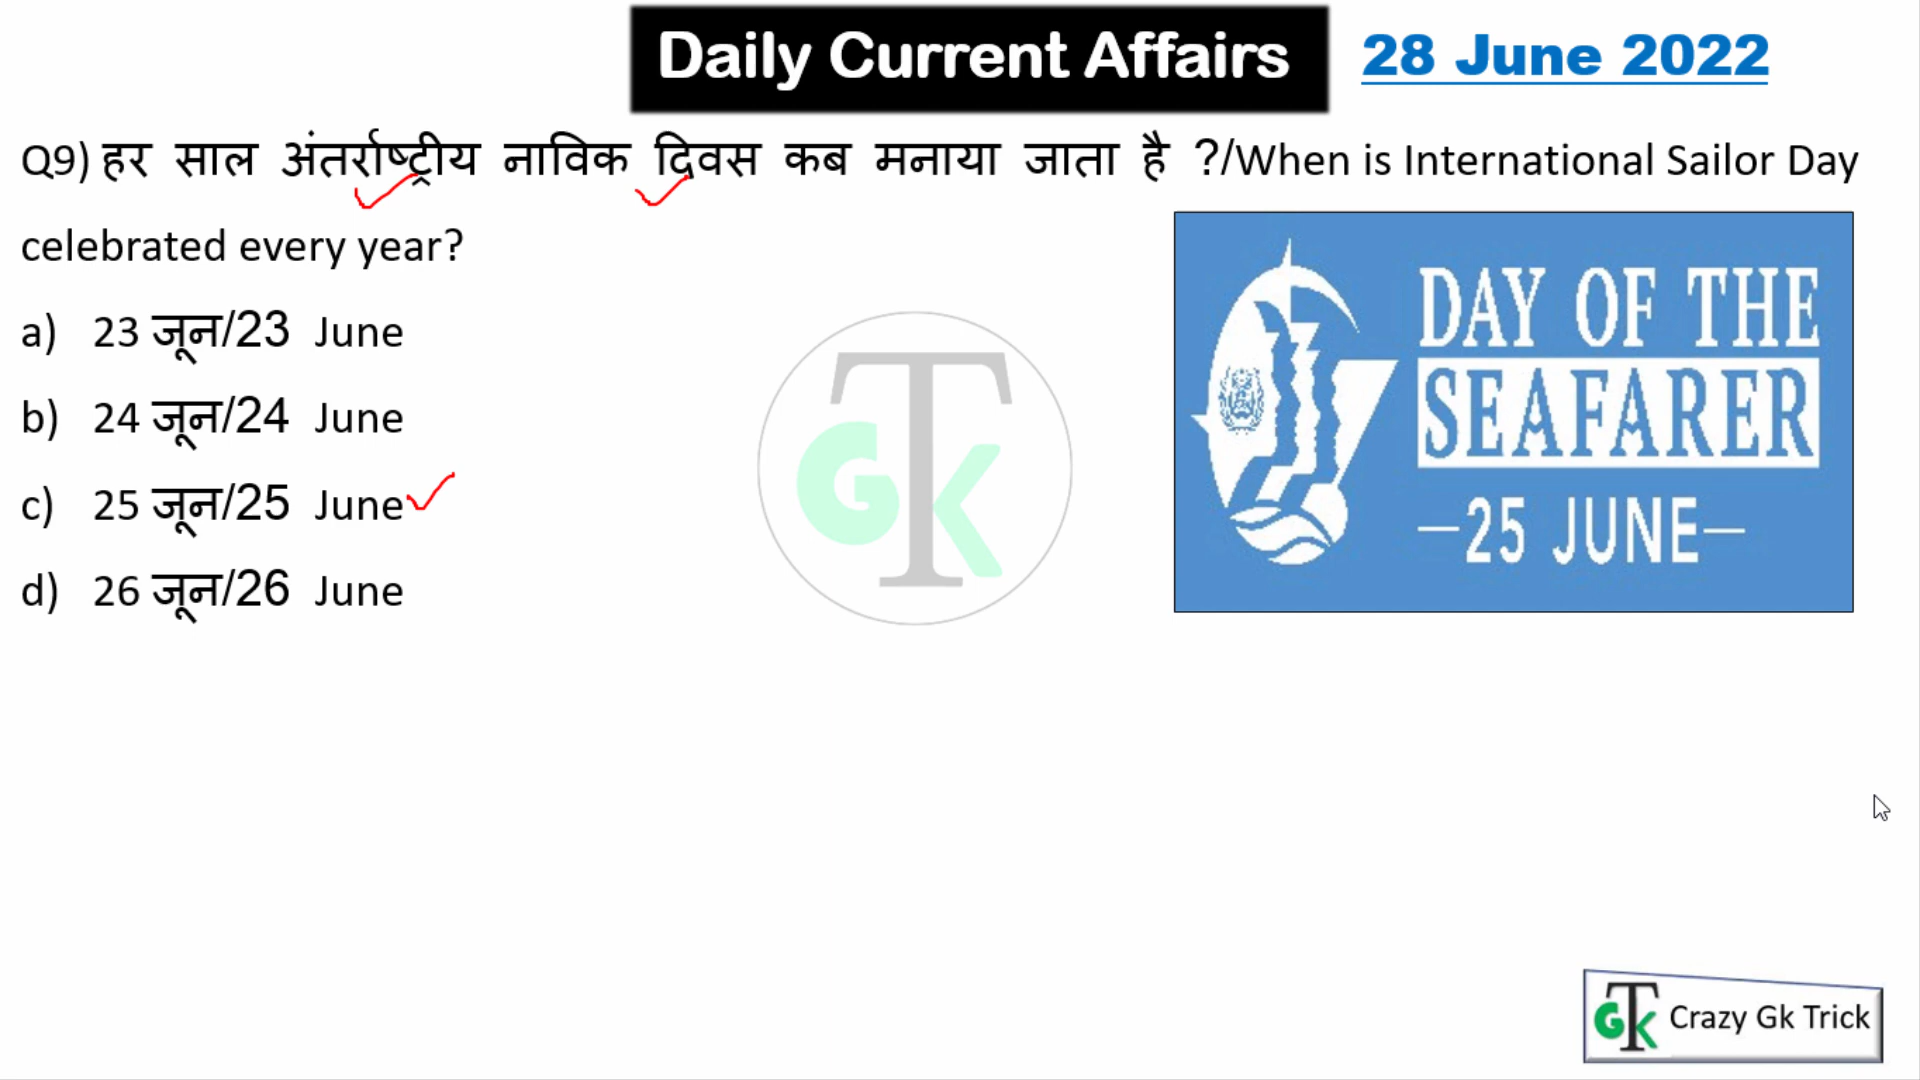 Daily Current Affairs 28 June 2022
Q9) हर साल अंतर्राष्ट्रीय नाविक दिवस कब मनाया जाता है ?/When is International Sailor Day
celebrated every year?
a) 23 जून/23 June
b) 24 जून/24 June
c) 25 जून/25 June
d) 26 जून/26 June
DAY OF THE
SEAFARER
—25 JUNE—
GTK
GTK Crazy Gk Trick